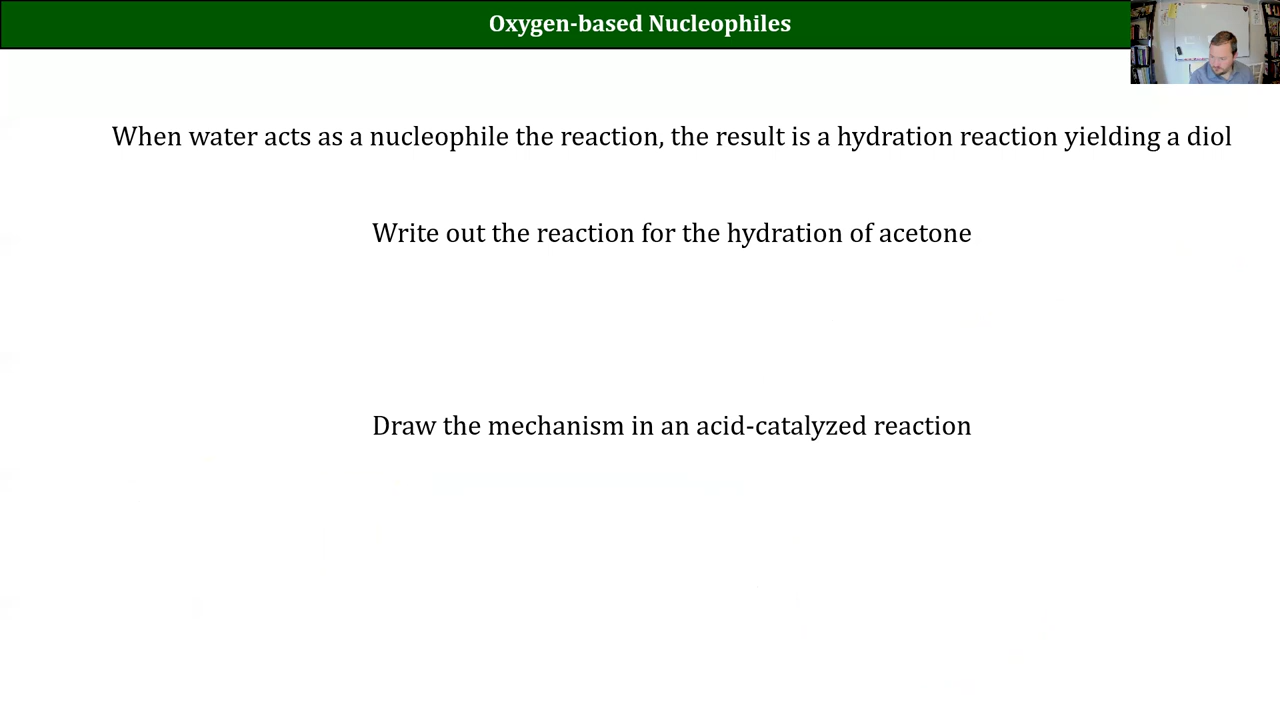 Oxygen-based Nucleophiles
When water acts as a nucleophile the reaction, the result is a hydration reaction yielding a diol
Write out the reaction for the hydration of acetone
Draw the mechanism in an acid-catalyzed reaction